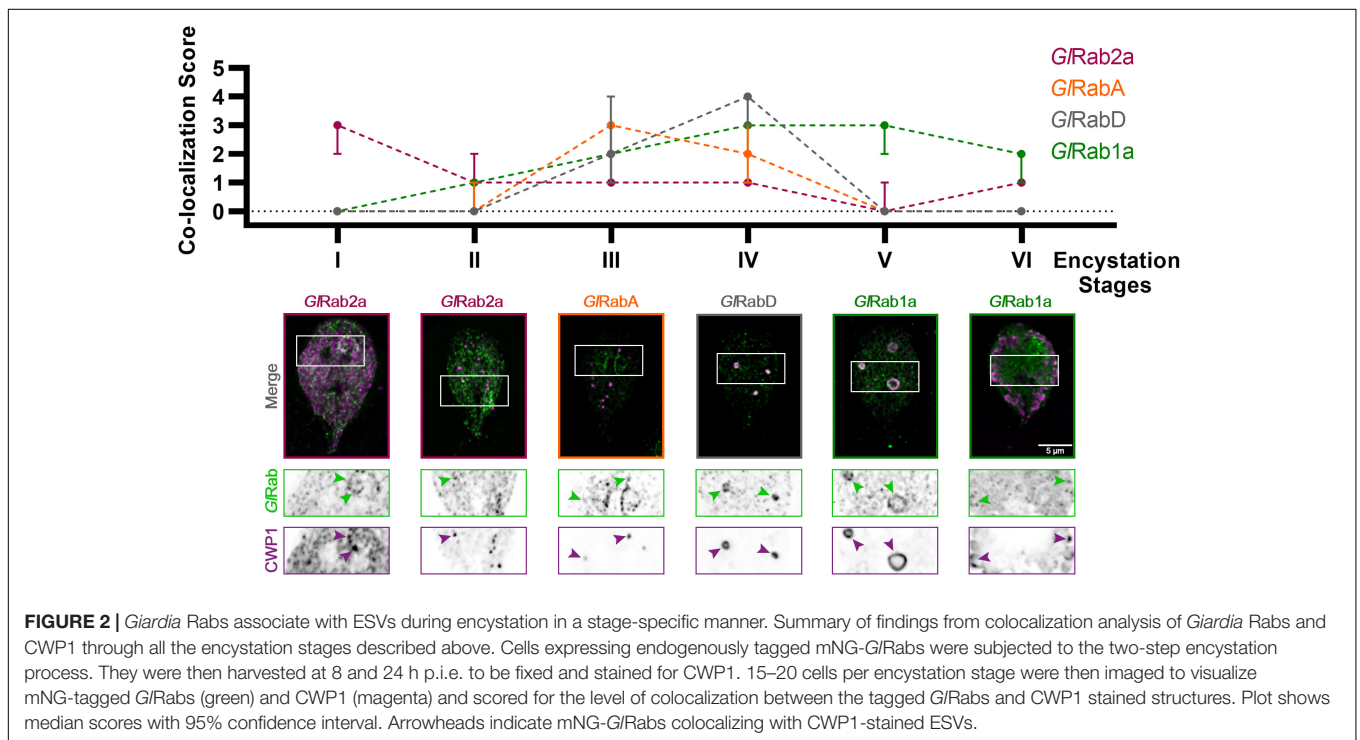 Co-localization Score
5
4
3
2
1
0
GlRab2a
GlRabA
GlRabD
GlRab1a
I II III IV V VI Encystation Stages
GlRab2a GlRab2a GlRabA GlRabD GlRab1a GlRab1a
Merge
5 µm
GlRab
CWP1
FIGURE 2 | Giardia Rabs associate with ESVs during encystation in a stage-specific manner. Summary of findings from colocalization analysis of Giardia Rabs and
CWP1 through all the encystation stages described above. Cells expressing endogenously tagged mNG-GlRabs were subjected to the two-step encystation
process. They were then harvested at 8 and 24 h p.i.e. to be fixed and stained for CWP1. 15–20 cells per encystation stage were then imaged to visualize
mNG-tagged GlRabs (green) and CWP1 (magenta) and scored for the level of colocalization between the tagged GlRabs and CWP1 stained structures. Plot shows
median scores with 95% confidence interval. Arrowheads indicate mNG-GlRabs colocalizing with CWP1-stained ESVs.